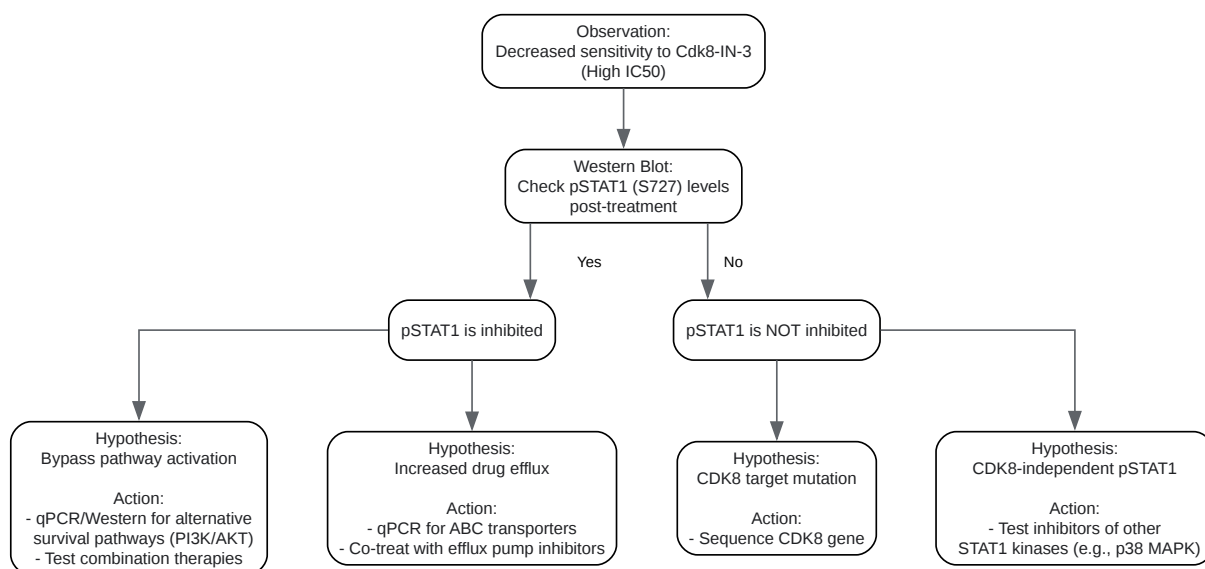 Observation:
Decreased sensitivity to Cdk8-IN-3
(High IC50)
Western Blot:
Check pSTAT1 (S727) levels
post-treatment
Yes
No
pSTAT1 is inhibited
pSTAT1 is NOT inhibited
Hypothesis:
Bypass pathway activation
Action:
- qPCR/Western for alternative
survival pathways (PI3K/AKT)
- Test combination therapies
Hypothesis:
Increased drug efflux
Action:
- qPCR for ABC transporters
- Co-treat with efflux pump inhibitors
Hypothesis:
CDK8 target mutation
Action:
- Sequence CDK8 gene
Hypothesis:
CDK8-independent pSTAT1
Action:
- Test inhibitors of other
STAT1 kinases (e.g., p38 MAPK)